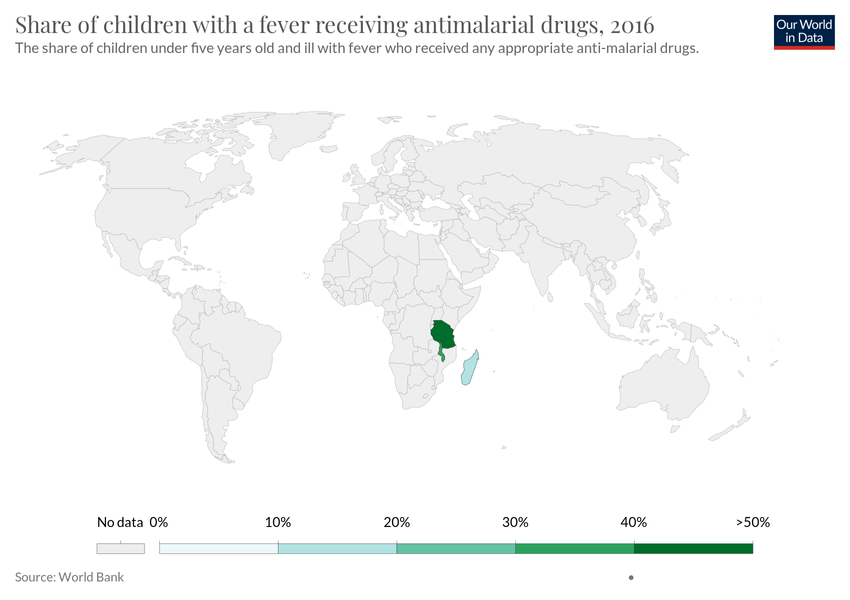 Share of children with a fever receiving antimalarial drugs, 2016
Our World
in Data
The share of children under five years old and ill with fever who received any appropriate anti-malarial drugs.
No data 0% 10% 20% 30% 40% >50%
Source: World Bank